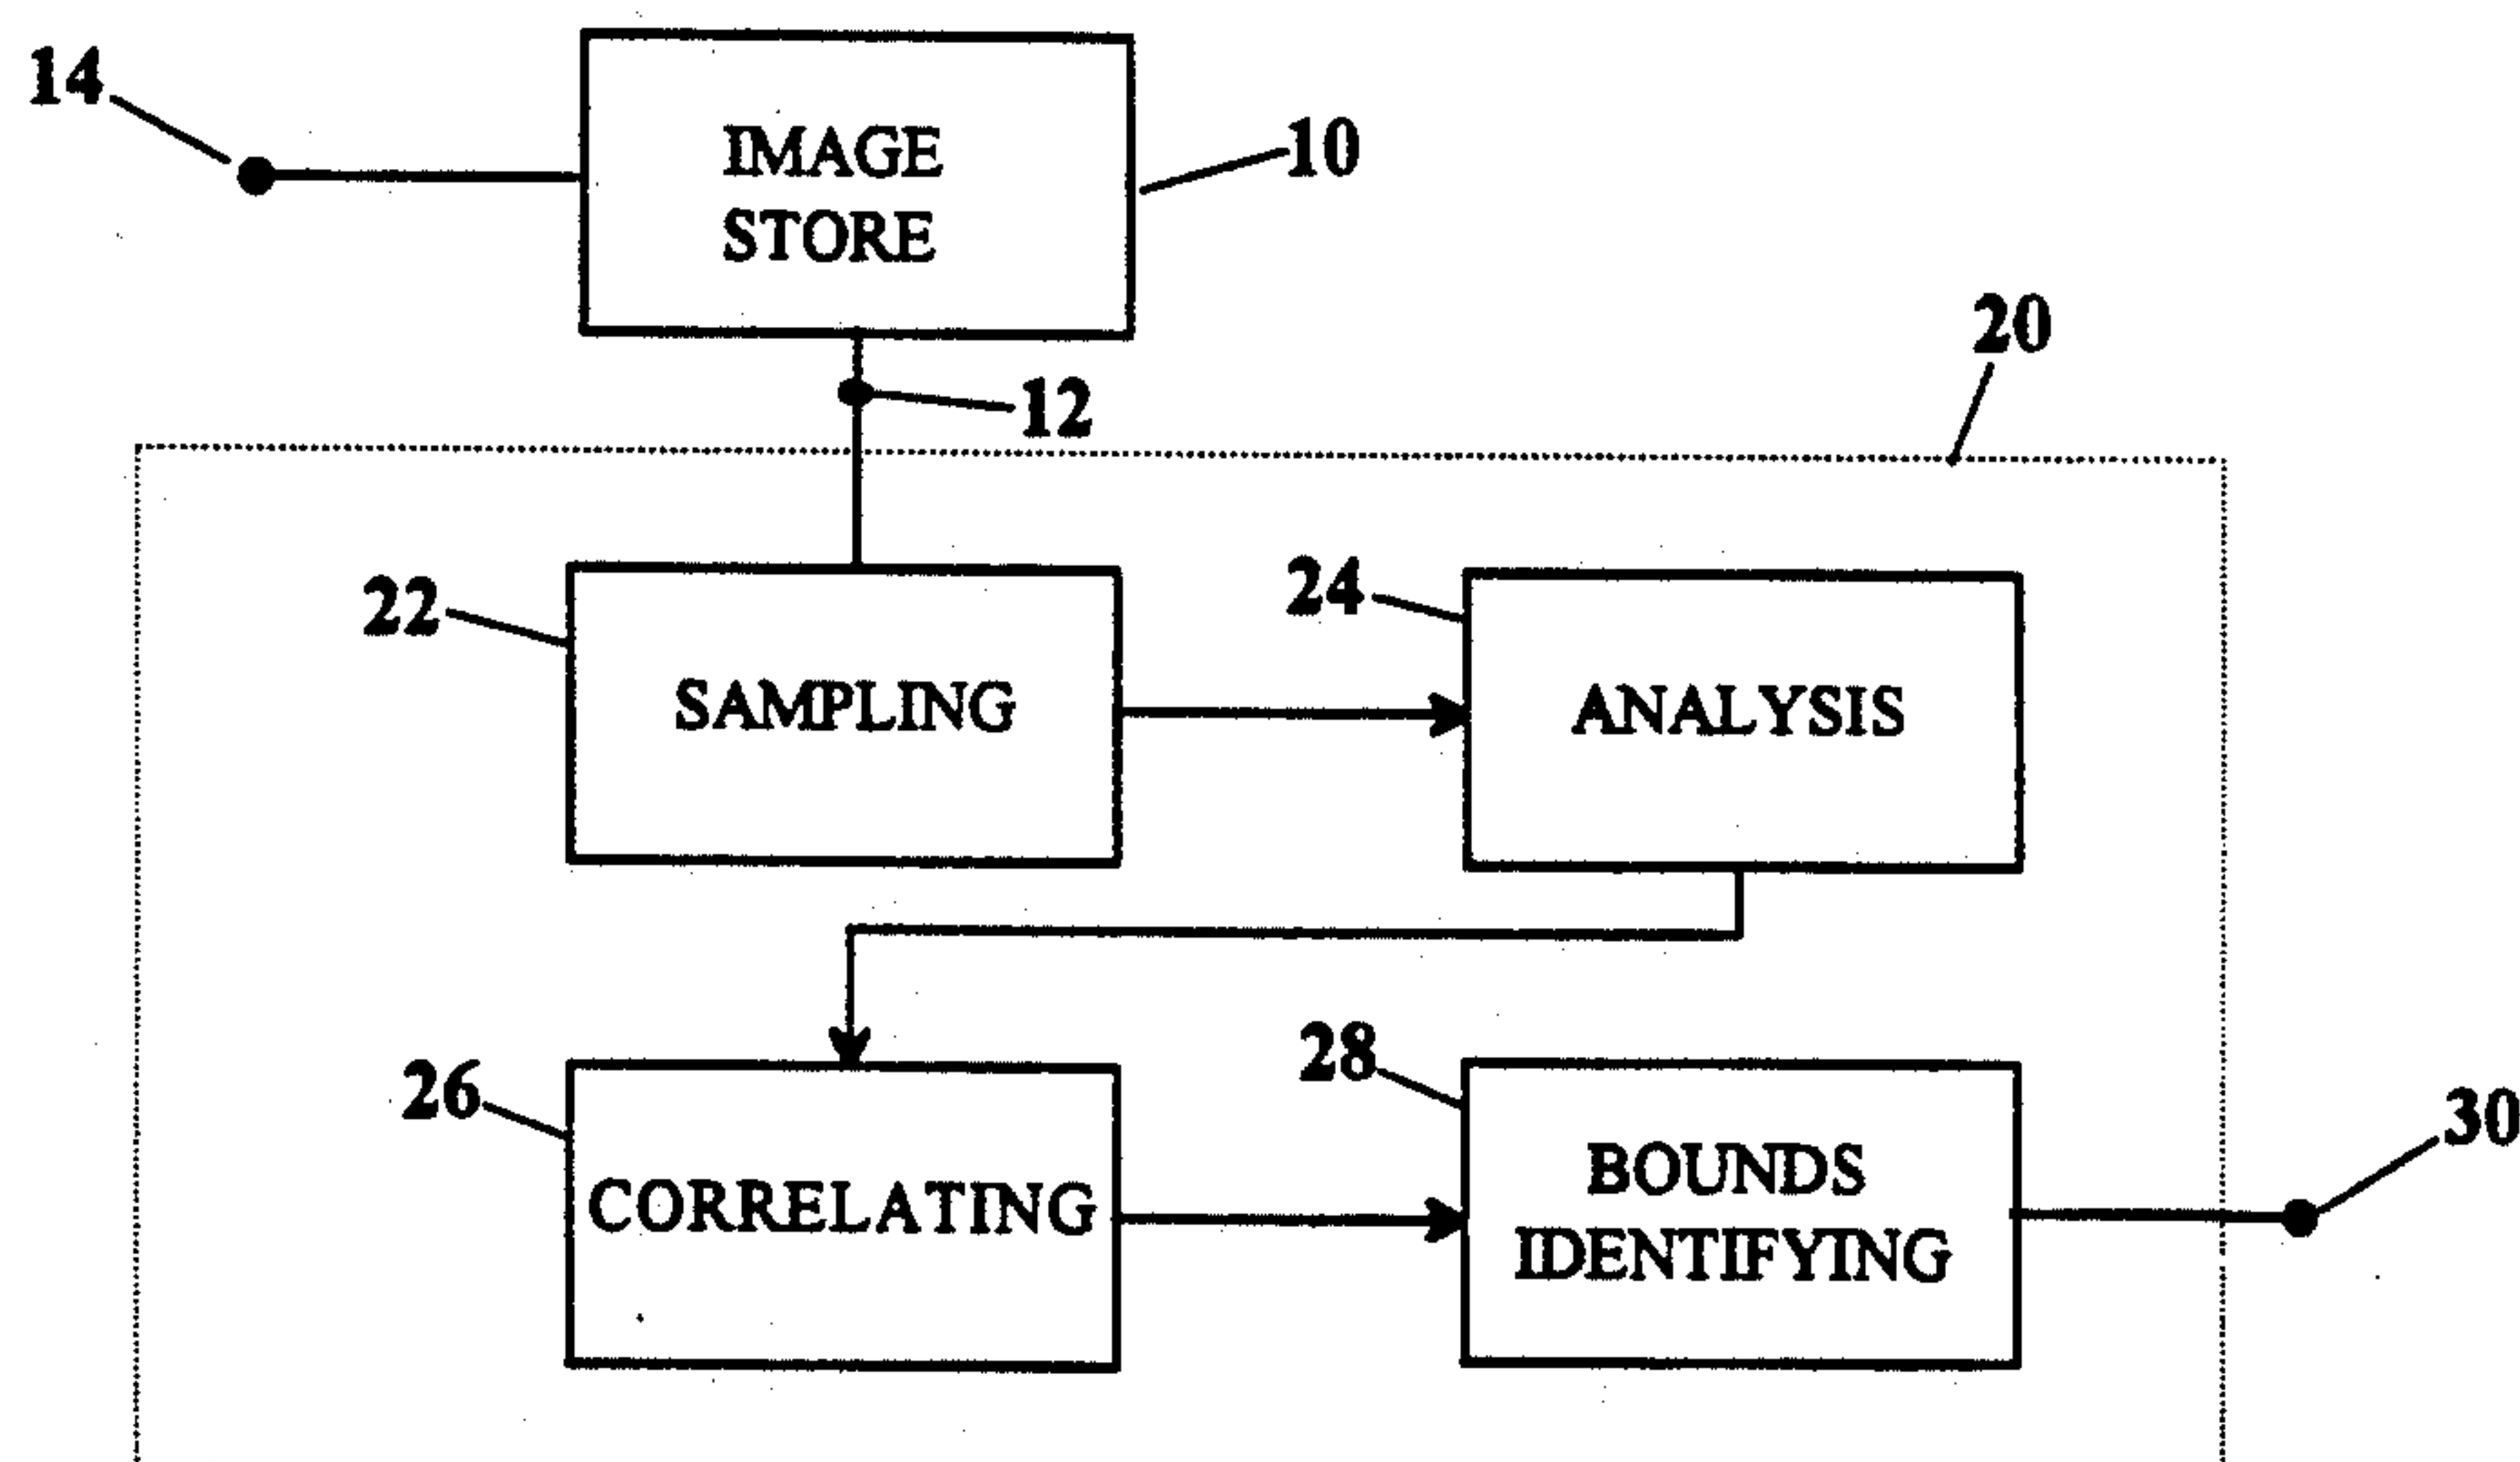 14
IMAGE
STORE
10
12
20
22
SAMPLING
24
ANALYSIS
26
CORRELATING
28
BOUNDS
IDENTIFYING
30